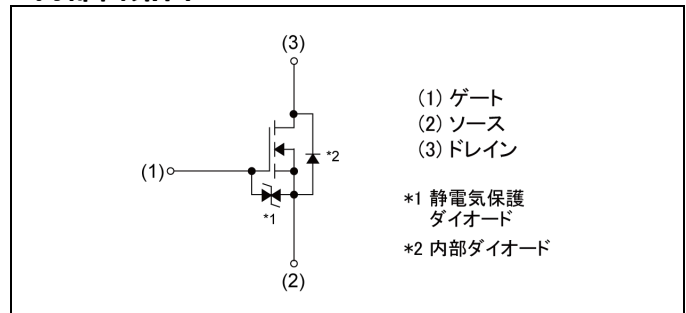 (3)
(1)
*2
*1
(2)
(1) ゲート
(2) ソース
(3) ドレイン
*1 静電気保護
ダイオード
*2 内部ダイオード